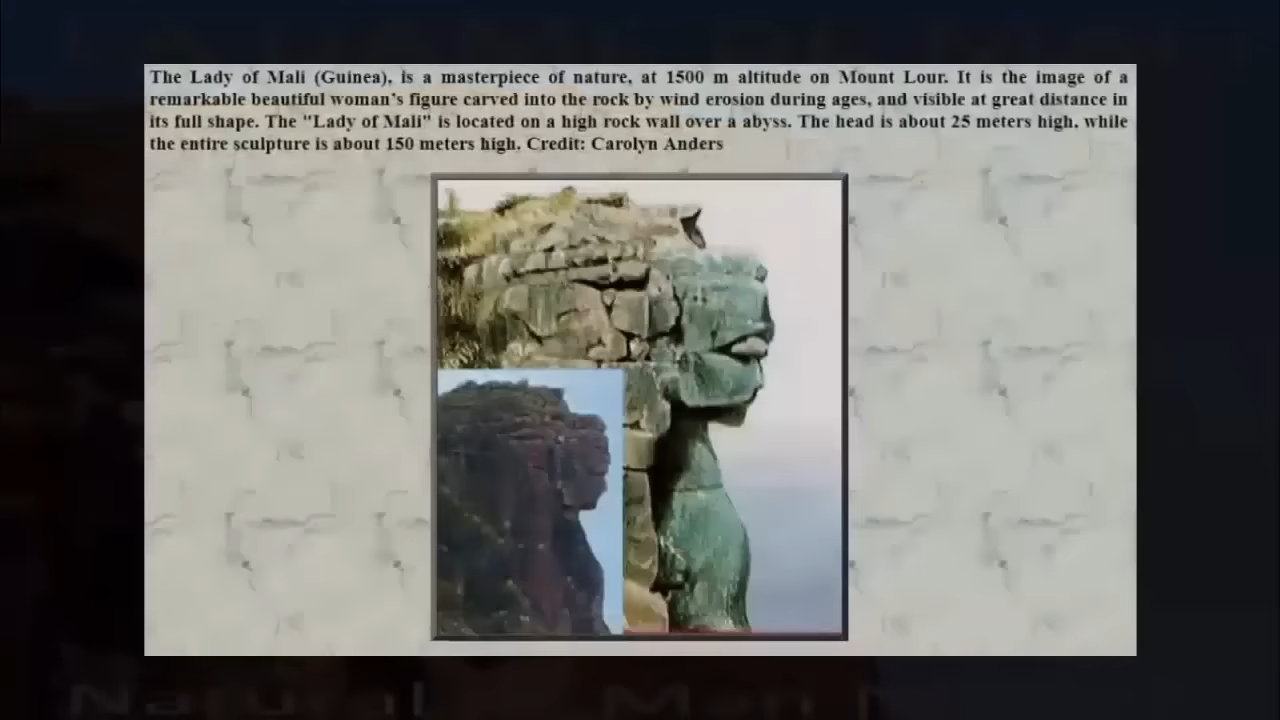 The Lady of Mali (Guinea), is a masterpiece of nature, at 1500 m altitude on Mount Lour. It is the image of a
remarkable beautiful woman's figure carved into the rock by wind erosion during ages, and visible at great distance in
its full shape. The "Lady of Mali" is located on a high rock wall over a abyss. The head is about 25 meters high, while
the entire sculpture is about 150 meters high. Credit: Carolyn Anders
Natural